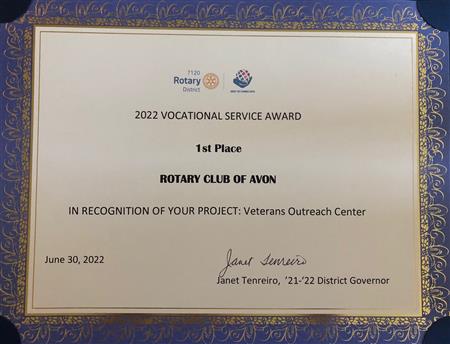 7120
Rotary
District
2022 VOCATIONAL SERVICE AWARD
1st Place
ROTARY CLUB OF AVON
IN RECOGNITION OF YOUR PROJECT: Veterans Outreach Center
June 30, 2022
Janet Tenreiro
Janet Tenreiro, ‘21-‘22 District Governor